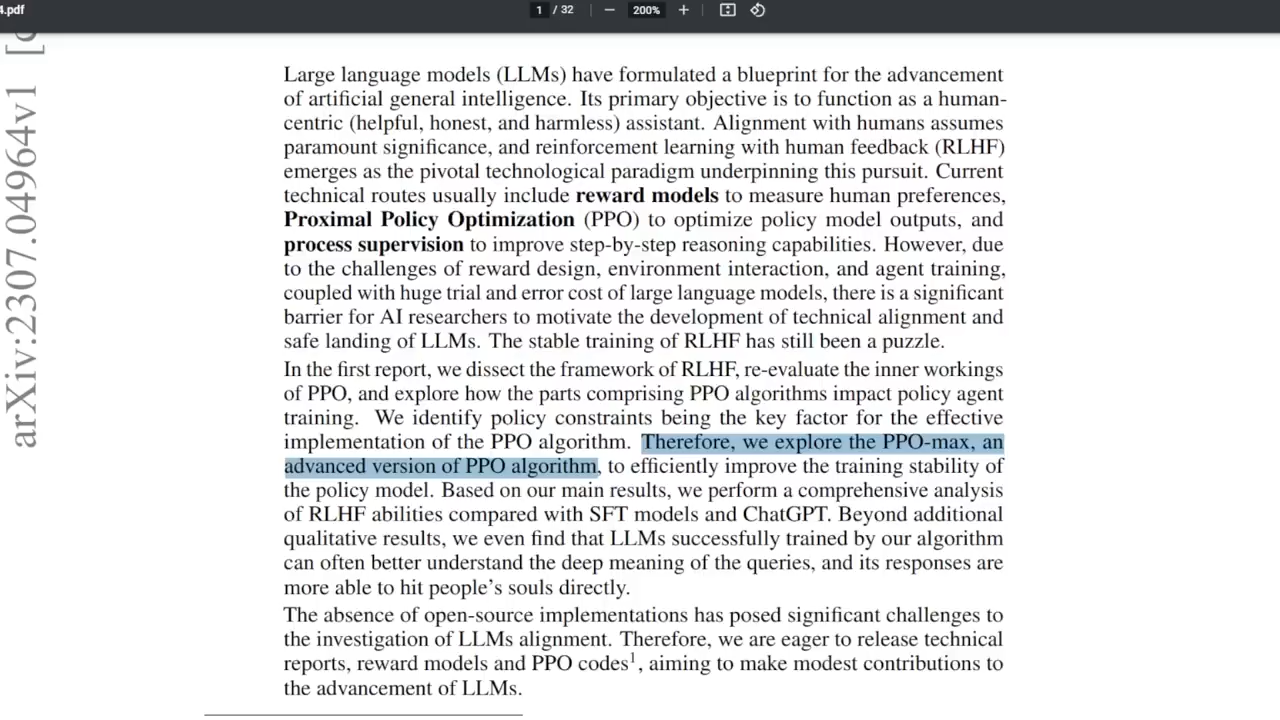 4.pdf
1 / 32
200%
arXiv:2307.04964v1
Large language models (LLMs) have formulated a blueprint for the advancement
of artificial general intelligence. Its primary objective is to function as a human-
centric (helpful, honest, and harmless) assistant. Alignment with humans assumes
paramount significance, and reinforcement learning with human feedback (RLHF)
emerges as the pivotal technological paradigm underpinning this pursuit. Current
technical routes usually include reward models to measure human preferences,
Proximal Policy Optimization (PPO) to optimize policy model outputs, and
process supervision to improve step-by-step reasoning capabilities. However, due
to the challenges of reward design, environment interaction, and agent training,
coupled with huge trial and error cost of large language models, there is a significant
barrier for AI researchers to motivate the development of technical alignment and
safe landing of LLMs. The stable training of RLHF has still been a puzzle.
In the first report, we dissect the framework of RLHF, re-evaluate the inner workings
of PPO, and explore how the parts comprising PPO algorithms impact policy agent
training. We identify policy constraints being the key factor for the effective
implementation of the PPO algorithm. Therefore, we explore the PPO-max, an
advanced version of PPO algorithm, to efficiently improve the training stability of
the policy model. Based on our main results, we perform a comprehensive analysis
of RLHF abilities compared with SFT models and ChatGPT. Beyond additional
qualitative results, we even find that LLMs successfully trained by our algorithm
can often better understand the deep meaning of the queries, and its responses are
more able to hit people's souls directly.
The absence of open-source implementations has posed significant challenges to
the investigation of LLMs alignment. Therefore, we are eager to release technical
reports, reward models and PPO codes¹, aiming to make modest contributions to
the advancement of LLMs.